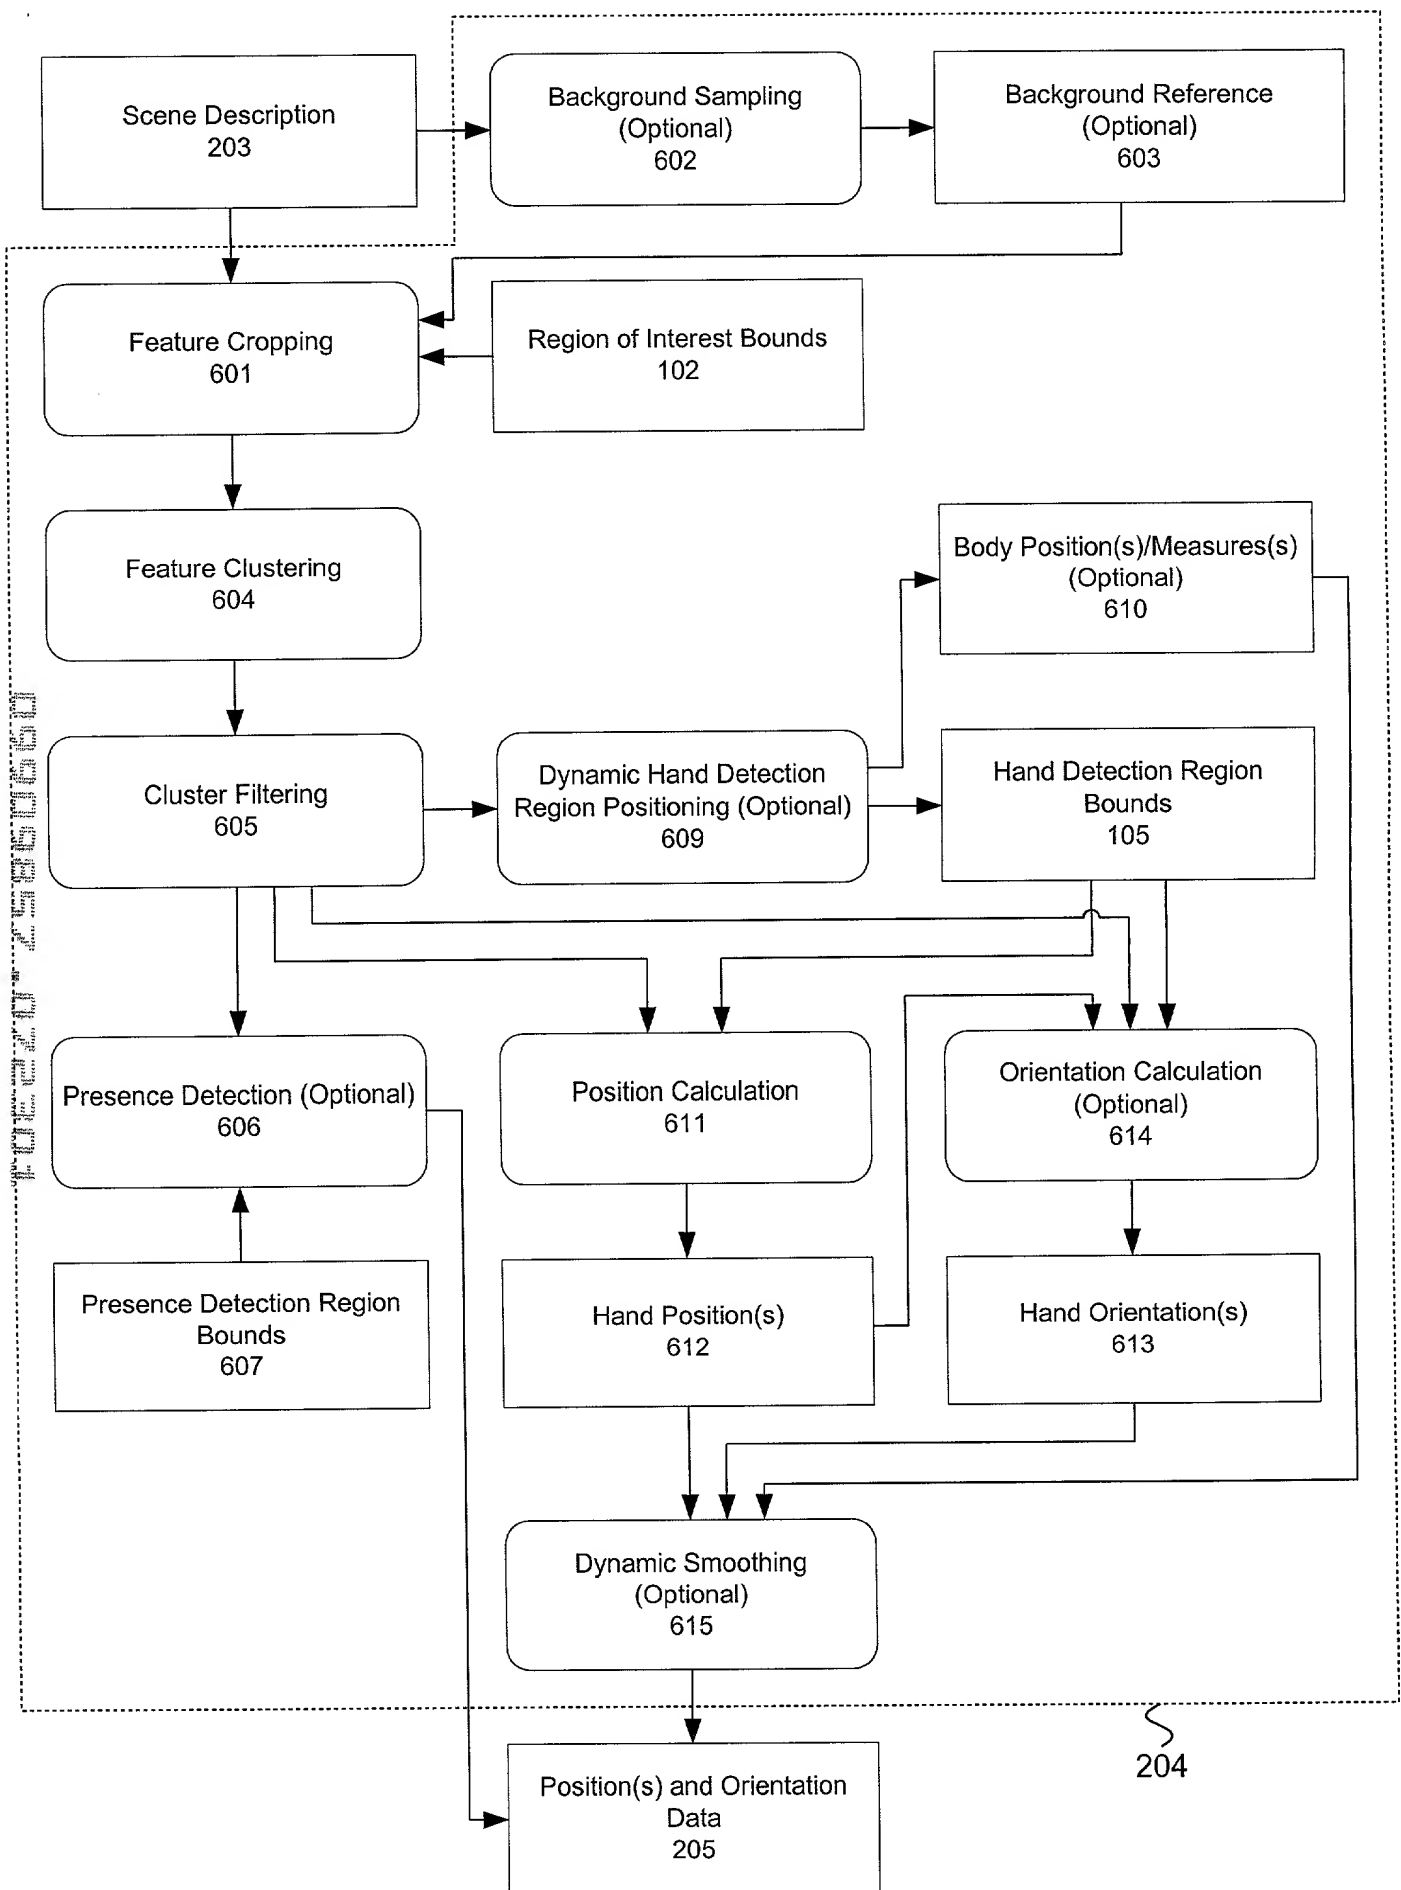 Scene Description
203
Background Sampling
(Optional)
602
Background Reference
(Optional)
603
Feature Cropping
601
Region of Interest Bounds
102
Feature Clustering
604
Body Position(s)/Measures(s)
(Optional)
610
Cluster Filtering
605
Dynamic Hand Detection
Region Positioning (Optional)
609
Hand Detection Region
Bounds
105
Presence Detection (Optional)
606
Position Calculation
611
Orientation Calculation
(Optional)
614
Presence Detection Region
Bounds
607
Hand Position(s)
612
Hand Orientation(s)
613
Dynamic Smoothing
(Optional)
615
204
Position(s) and Orientation
Data
205